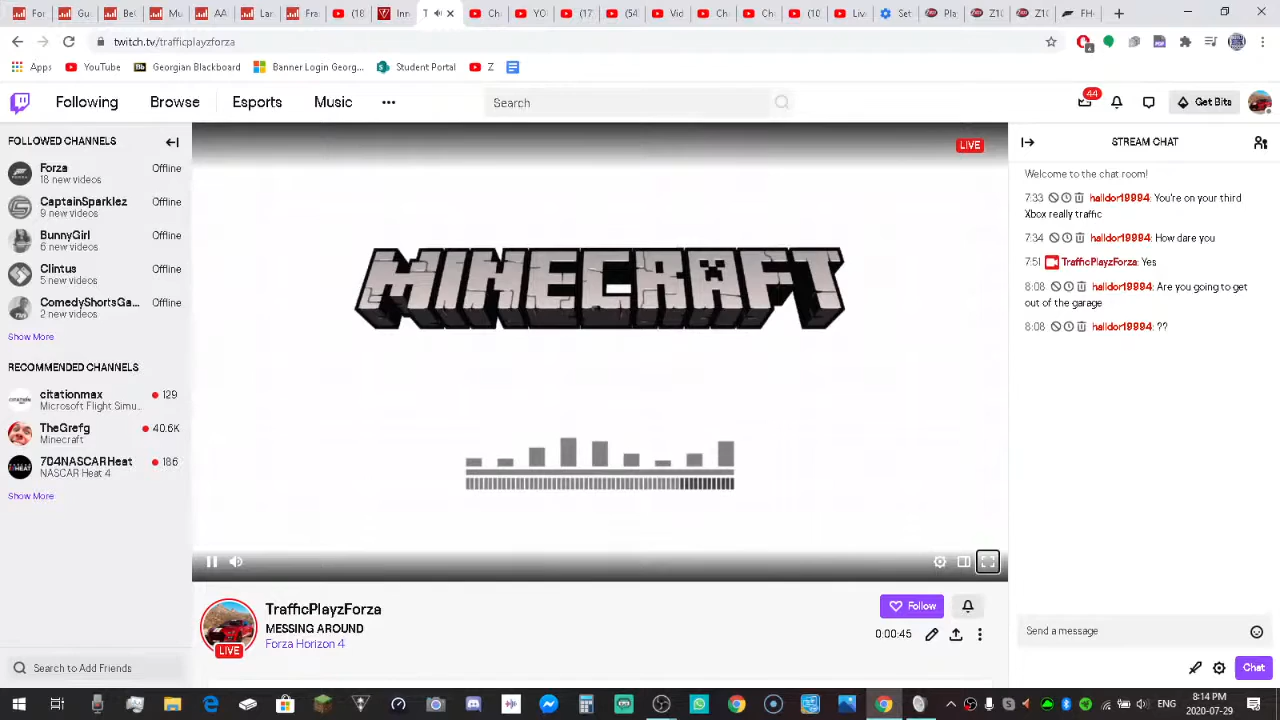 twitch.tv/trafficplayzforza
Apps YouTube Georgian Blackboard Banner Login Georg... Student Portal Z
Following Browse Esports Music ••• Search 44 Get Bits
FOLLOWED CHANNELS
Forza Offline
18 new videos
CaptainSparklez Offline
9 new videos
BunnyGirl Offline
6 new videos
Clintus Offline
5 new videos
ComedyShortsGa... Offline
2 new videos
Show More
RECOMMENDED CHANNELS
citationmax 129
Microsoft Flight Simu...
TheGrefg 40.6K
Minecraft
704NASCARHeat 186
NASCAR Heat 4
Show More
Search to Add Friends
LIVE
MINECRAFT
TrafficPlayzForza
MESSING AROUND
Forza Horizon 4
LIVE
Follow
0:00:45
STREAM CHAT
Welcome to the chat room!
7:33 halldor19994: You're on your third
Xbox really traffic
7:34 halldor19994: How dare you
7:51 TrafficPlayzForza: Yes
8:08 halldor19994: Are you going to get
out of the garage
8:08 halldor19994: ??
Send a message
Chat
ENG
8:14 PM
2020-07-29